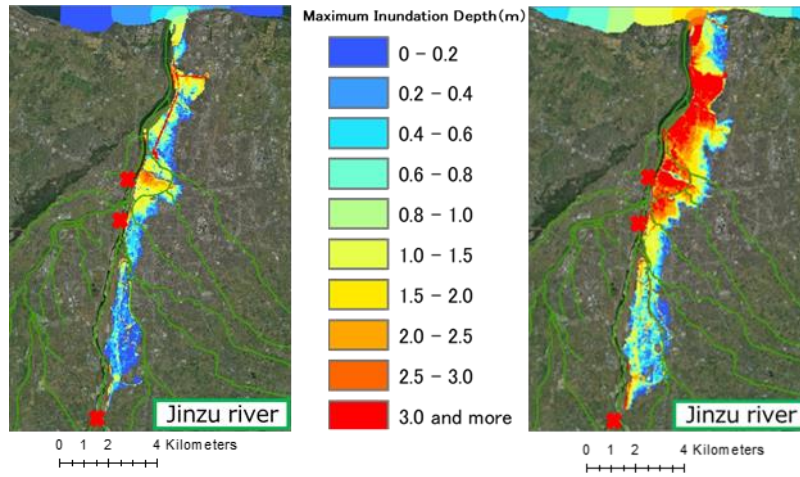 Maximum Inundation Depth(m)
0 − 0.2
0.2 − 0.4
0.4 − 0.6
0.6 − 0.8
0.8 − 1.0
1.0 − 1.5
1.5 − 2.0
2.0 − 2.5
2.5 − 3.0
3.0 and more
Jinzu river
Jinzu river
0 1 2 4 Kilometers
0 1 2 4 Kilometers